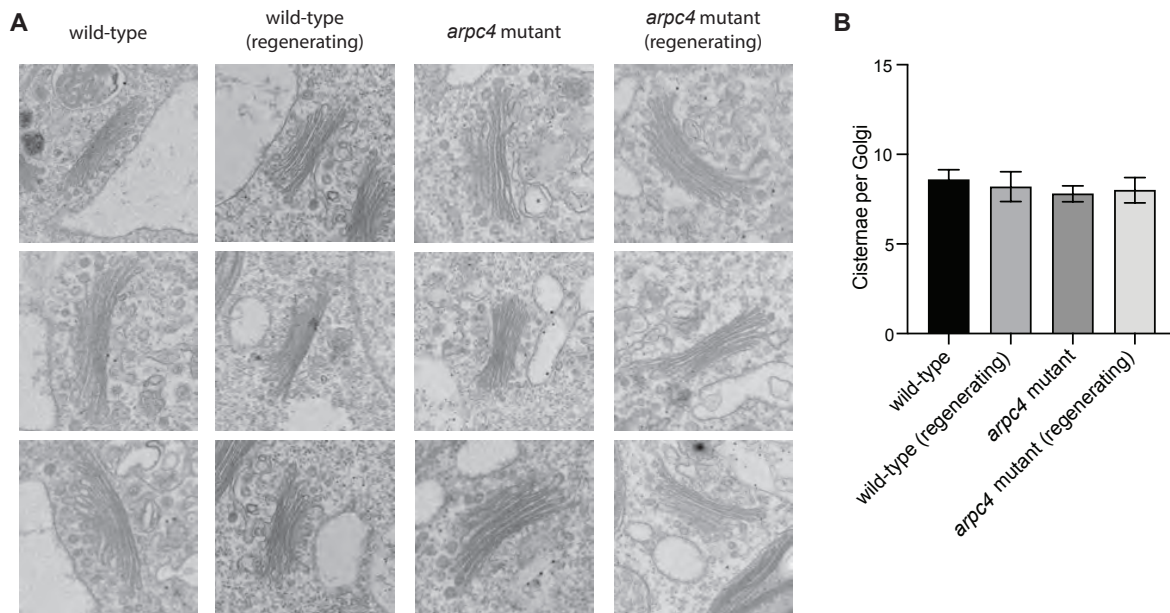 A
wild-type
wild-type
(regenerating)
arpc4 mutant
arpc4 mutant
(regenerating)
B
15
10
5
0
Cisternae per Golgi
wild-type
wild-type (regenerating)
arpc4 mutant
arpc4 mutant (regenerating)